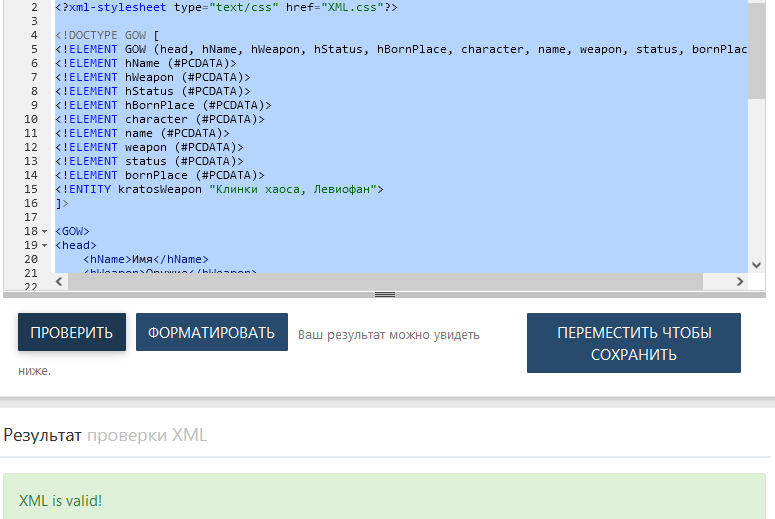 2 <?xml-stylesheet type="text/css" href="XML.css"?>
3
4 <!DOCTYPE GOW [
5 <!ELEMENT GOW (head, hName, hWeapon, hStatus, hBornPlace, character, name, weapon, status, bornPlac
6 <!ELEMENT hName (#PCDATA)>
7 <!ELEMENT hWeapon (#PCDATA)>
8 <!ELEMENT hStatus (#PCDATA)>
9 <!ELEMENT hBornPlace (#PCDATA)>
10 <!ELEMENT character (#PCDATA)>
11 <!ELEMENT name (#PCDATA)>
12 <!ELEMENT weapon (#PCDATA)>
13 <!ELEMENT status (#PCDATA)>
14 <!ELEMENT bornPlace (#PCDATA)>
15 <!ENTITY kratosWeapon "Клинки хаоса, Левиофан">
16 ]>
17
18 <GOW>
19 <head>
20 <hName>Имя</hName>
21 <hWeapon>Оружие</hWeapon>
22
ПРОВЕРИТЬ
ФОРМАТИРОВАТЬ
Ваш результат можно увидеть
ниже.
ПЕРЕМЕСТИТЬ ЧТОБЫ
СОХРАНИТЬ
Результат проверки XML
XML is valid!